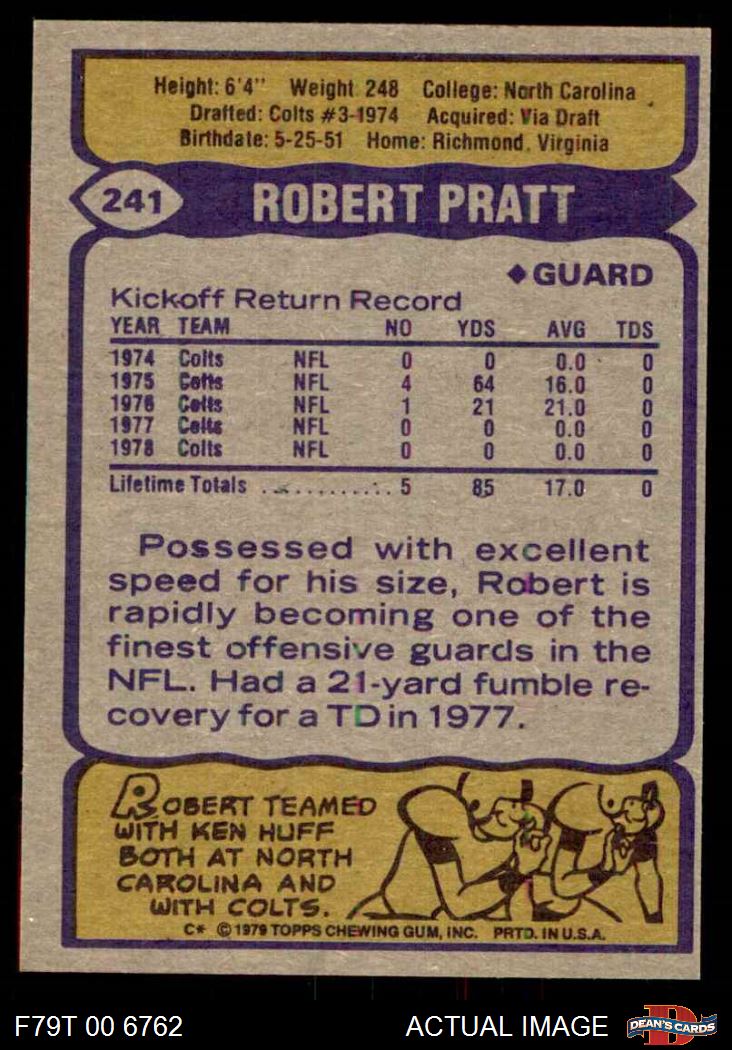 Height: 6'4" Weight 248 College: North Carolina
Drafted: Colts #3-1974 Acquired: Via Draft
Birthdate: 5-25-51 Home: Richmond, Virginia
241 ROBERT PRATT
◆GUARD
Kickoff Return Record
YEAR TEAM NO YDS AVG TDS
1974 Colts NFL 0 0 0.0 0
1975 Colts NFL 4 64 16.0 0
1976 Colts NFL 1 21 21.0 0
1977 Colts NFL 0 0 0.0 0
1978 Colts NFL 0 0 0.0 0
Lifetime Totals ............ 5 85 17.0 0
Possessed with excellent
speed for his size, Robert is
rapidly becoming one of the
finest offensive guards in the
NFL. Had a 21-yard fumble re-
covery for a TD in 1977.
ROBERT TEAMED
WITH KEN HUFF
BOTH AT NORTH
CAROLINA AND
WITH COLTS.
C* ©1979 TOPPS CHEWING GUM, INC. PRTD. IN U.S.A.
F79T 00 6762 ACTUAL IMAGE D DEAN'S CARDS